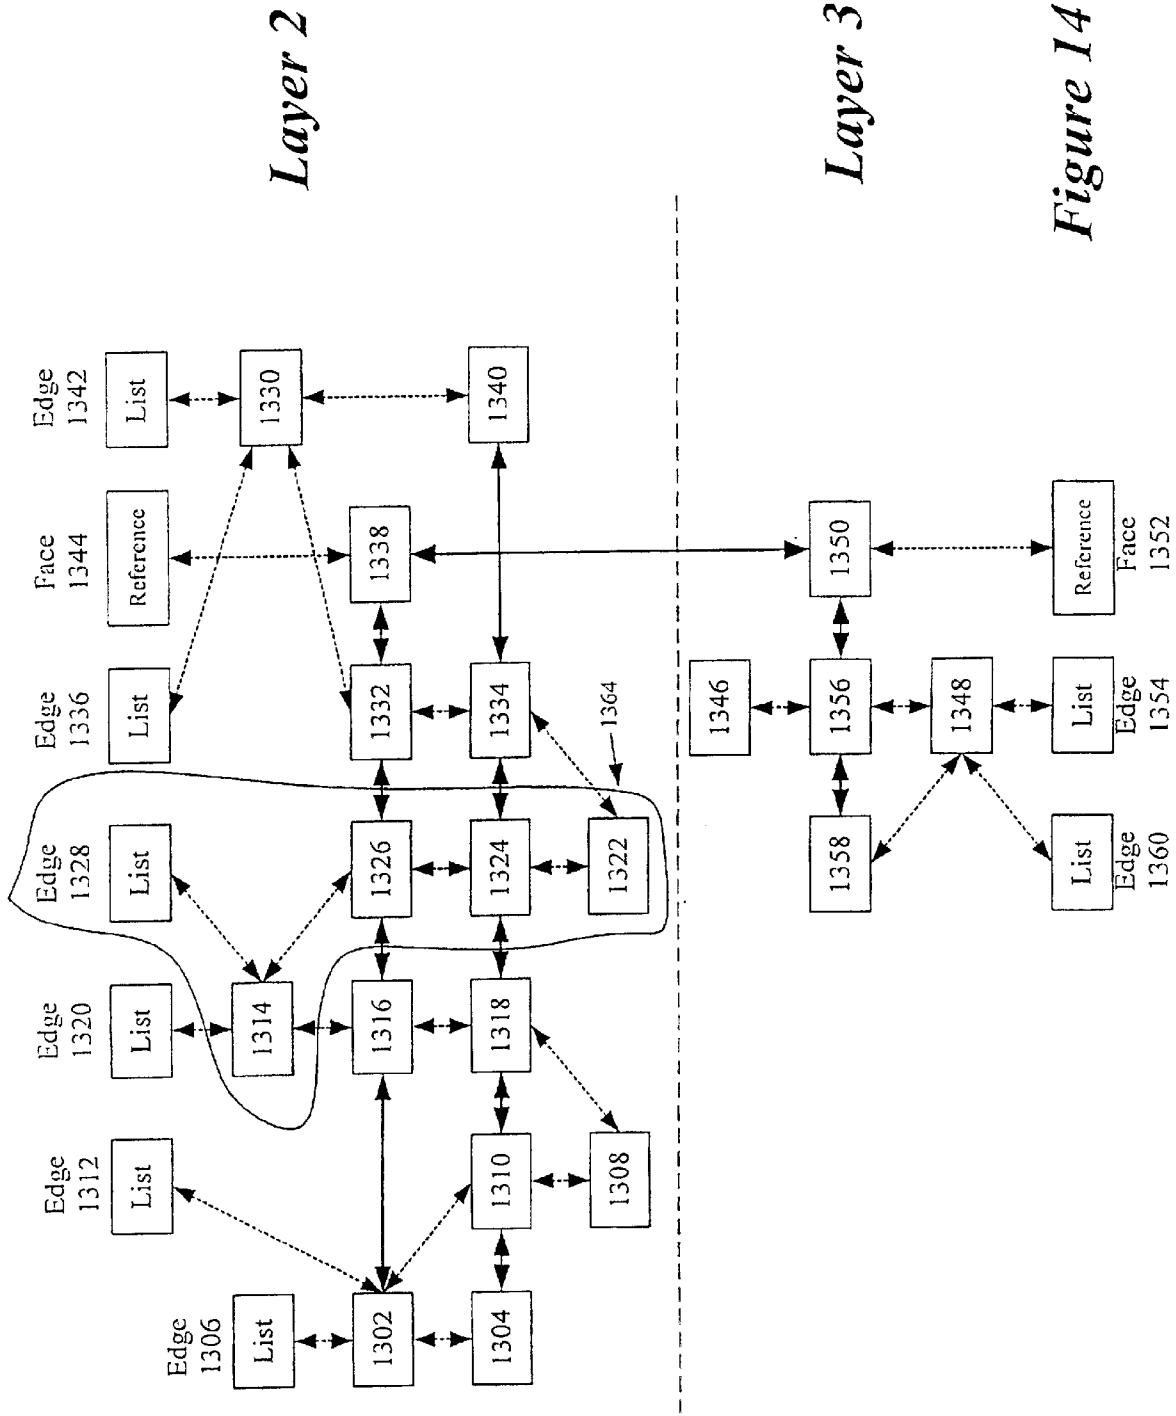 Layer 2
Edge
1306
List
1302
1304
Edge
1312
List
1310
1308
Edge
1320
List
1314
1316
1318
Edge
1328
List
1326
1324
1322
1364
Edge
1336
List
1332
1334
Face
1344
Reference
1338
Edge
1342
List
1330
1340
Layer 3
1358
List
Edge
1360
1346
1356
1348
List
Edge
1354
1350
Reference
Face
1352
Figure 14